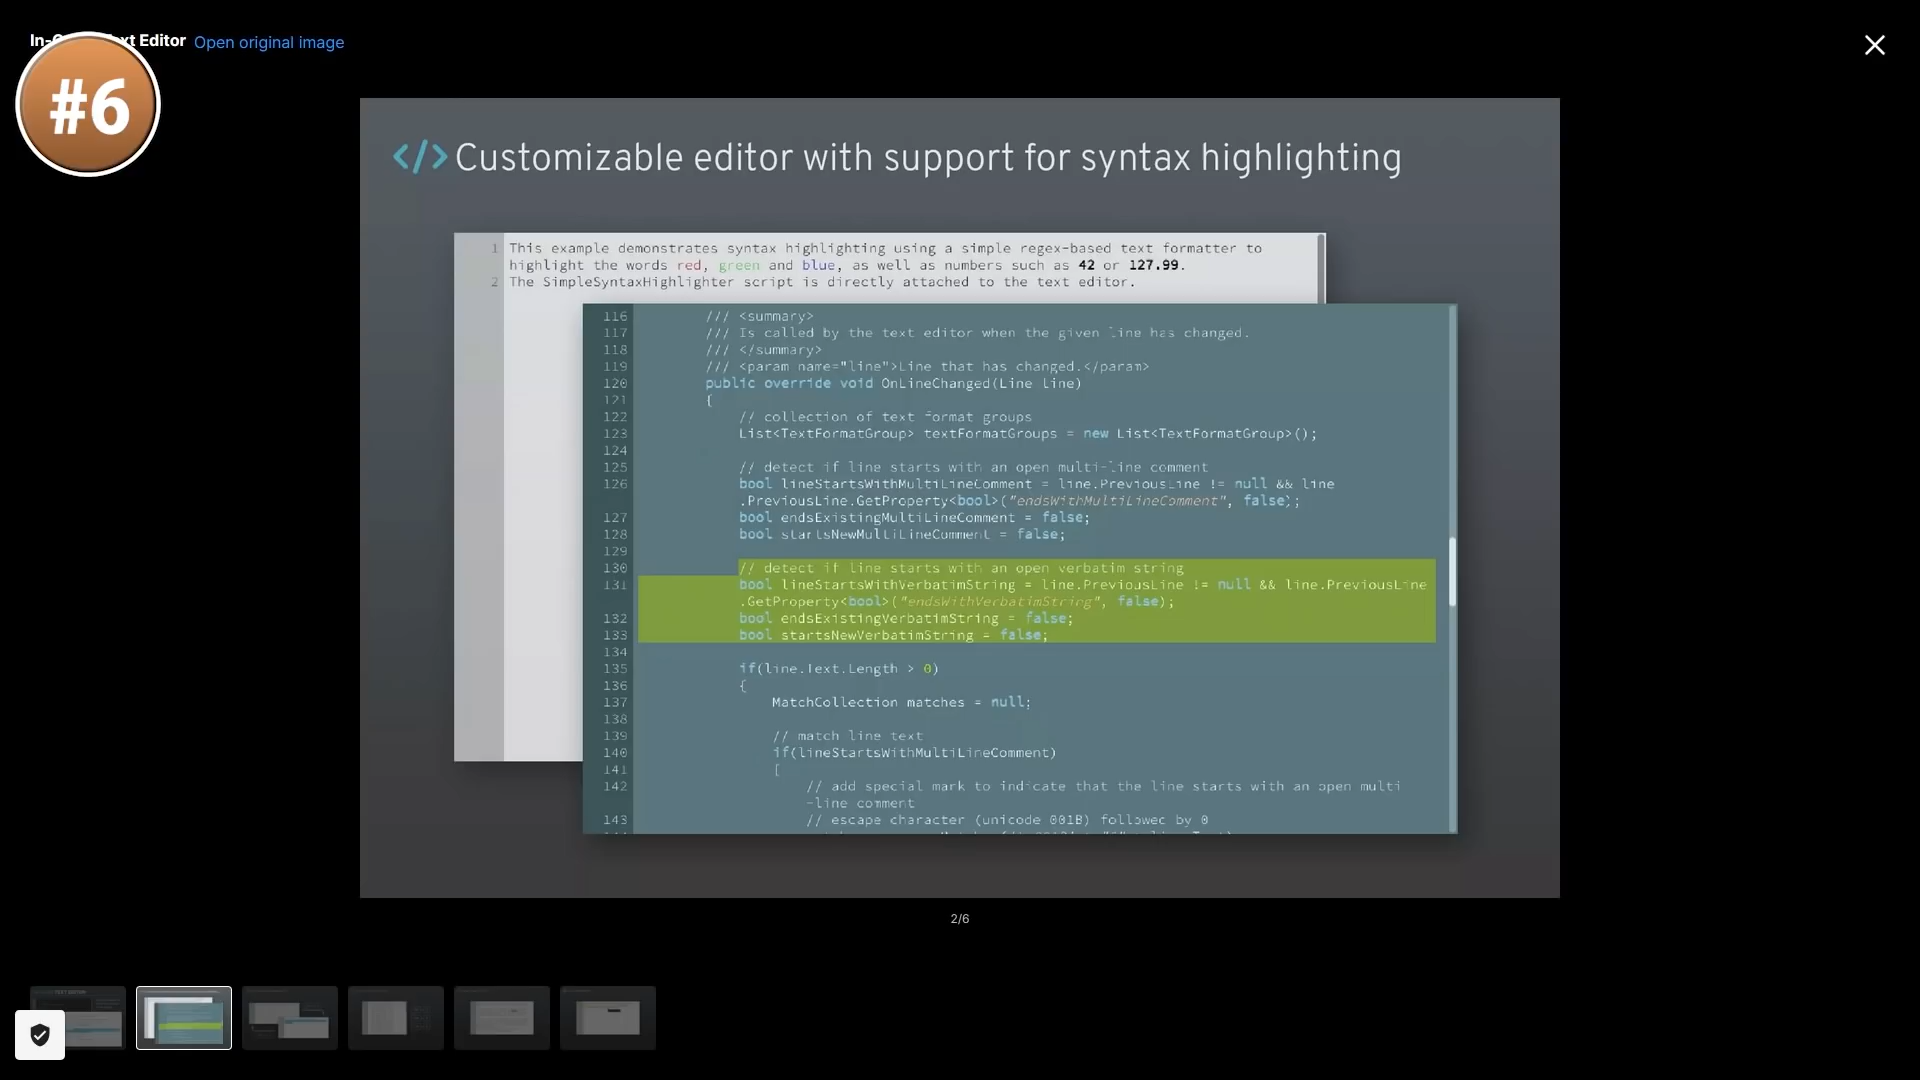 In- xt Editor Open original image
#6
</> Customizable editor with support for syntax highlighting
1 This example demonstrates syntax highlighting using a simple regex-based text formatter to
highlight the words red, green and blue, as well as numbers such as 42 or 127.99.
2 The SimpleSyntaxHighlighter script is directly attached to the text editor.
116 /// <summary>
117 /// Is called by the text editor when the given line has changed.
118 /// </summary>
119 /// <param name="line">Line that has changed.</param>
120 public override void OnLineChanged(Line line)
121 {
122 // collection of text format groups
123 List<TextFormatGroup> textFormatGroups = new List<TextFormatGroup>();
124
125 // detect if line starts with an open multi-line comment
126 bool lineStartsWithMultiLineComment = line.PreviousLine != null && line
.PreviousLine.GetProperty<bool>("endsWithMultiLineComment", false);
127 bool endsExistingMultiLineComment = false;
128 bool startsNewMultiLineComment = false;
129
130 // detect if line starts with an open verbatim string
131 bool lineStartsWithVerbatimString = line.PreviousLine != null && line.PreviousLine
.GetProperty<bool>("endsWithVerbatimString", false);
132 bool endsExistingVerbatimString = false;
133 bool startsNewVerbatimString = false;
134
135 if(line.Text.Length > 0)
136 {
137 MatchCollection matches = null;
138
139 // match line text
140 if(lineStartsWithMultiLineComment)
141 {
142 // add special mark to indicate that the line starts with an open multi
-line comment
143 // escape character (unicode 001B) followed by 0
2/6